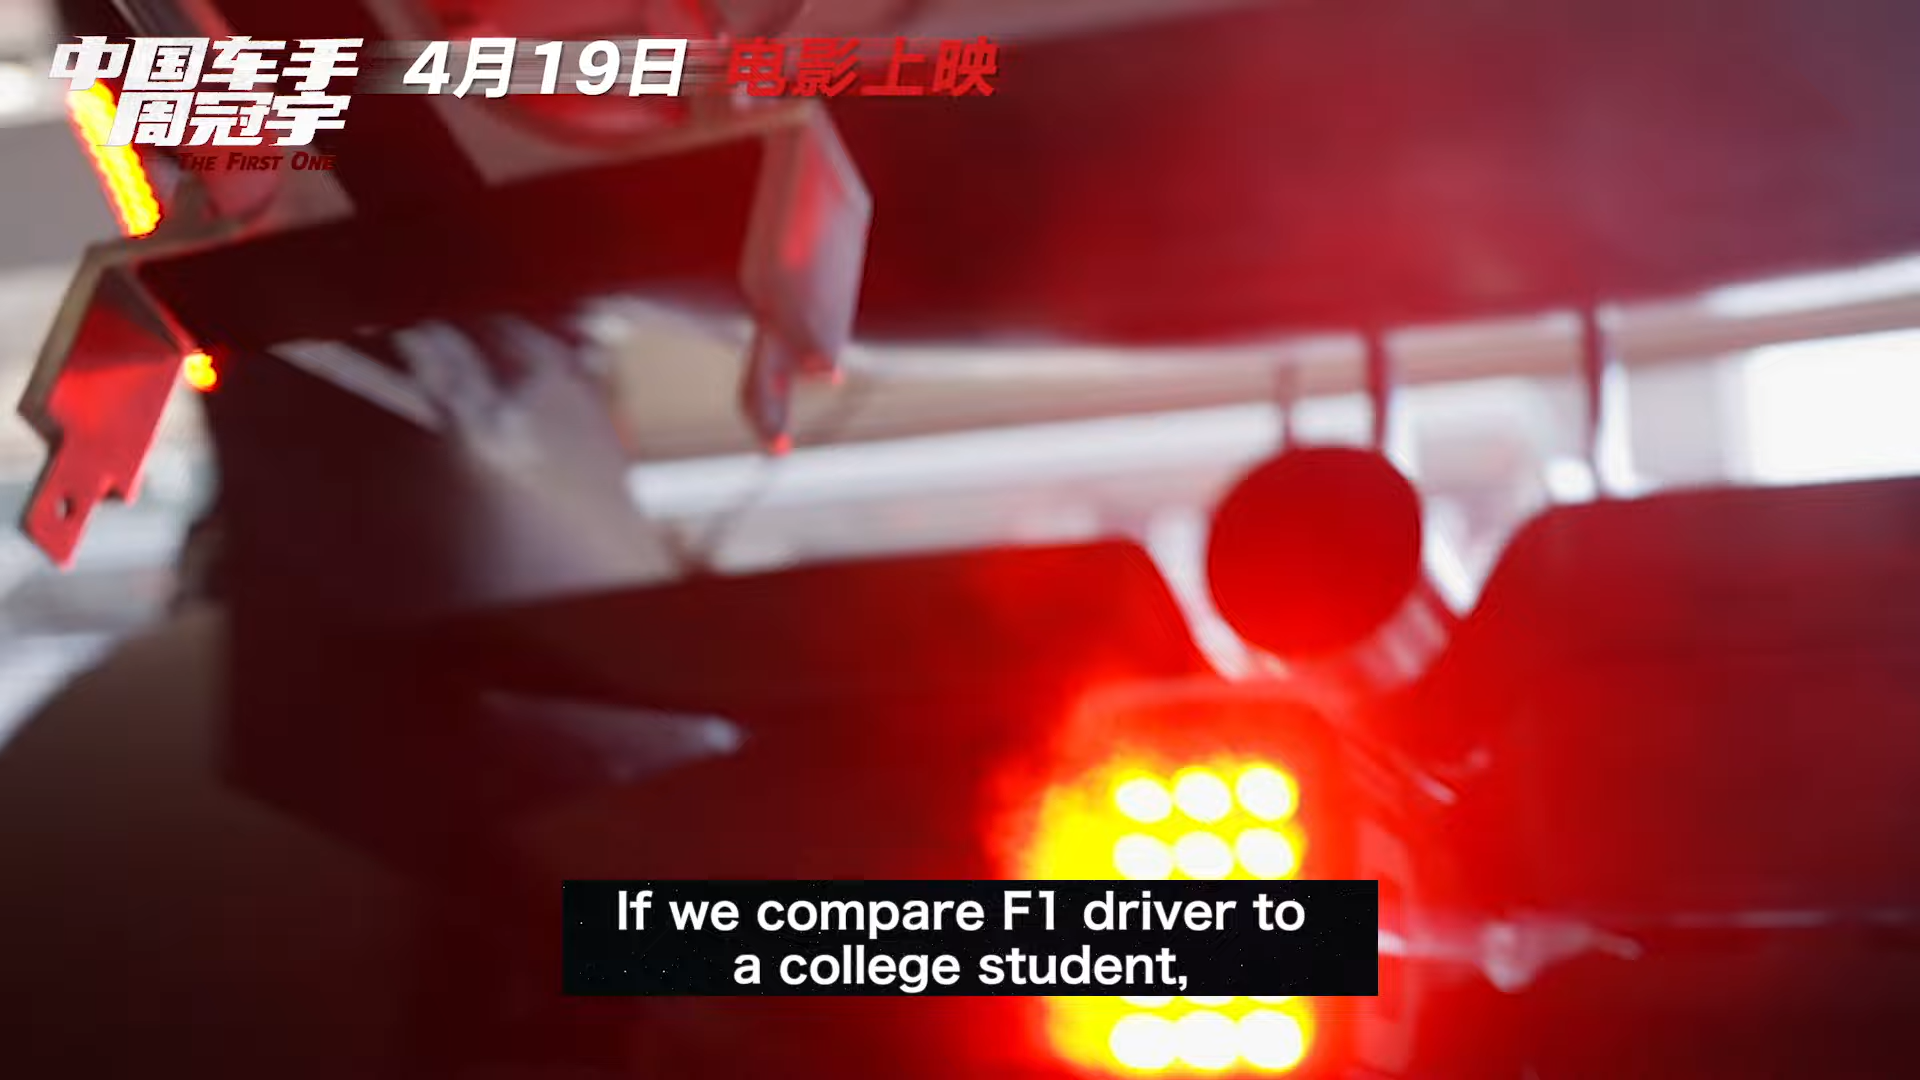 中国车手
周冠宇
THE FIRST ONE
4月19日 电影上映
If we compare F1 driver to
a college student,